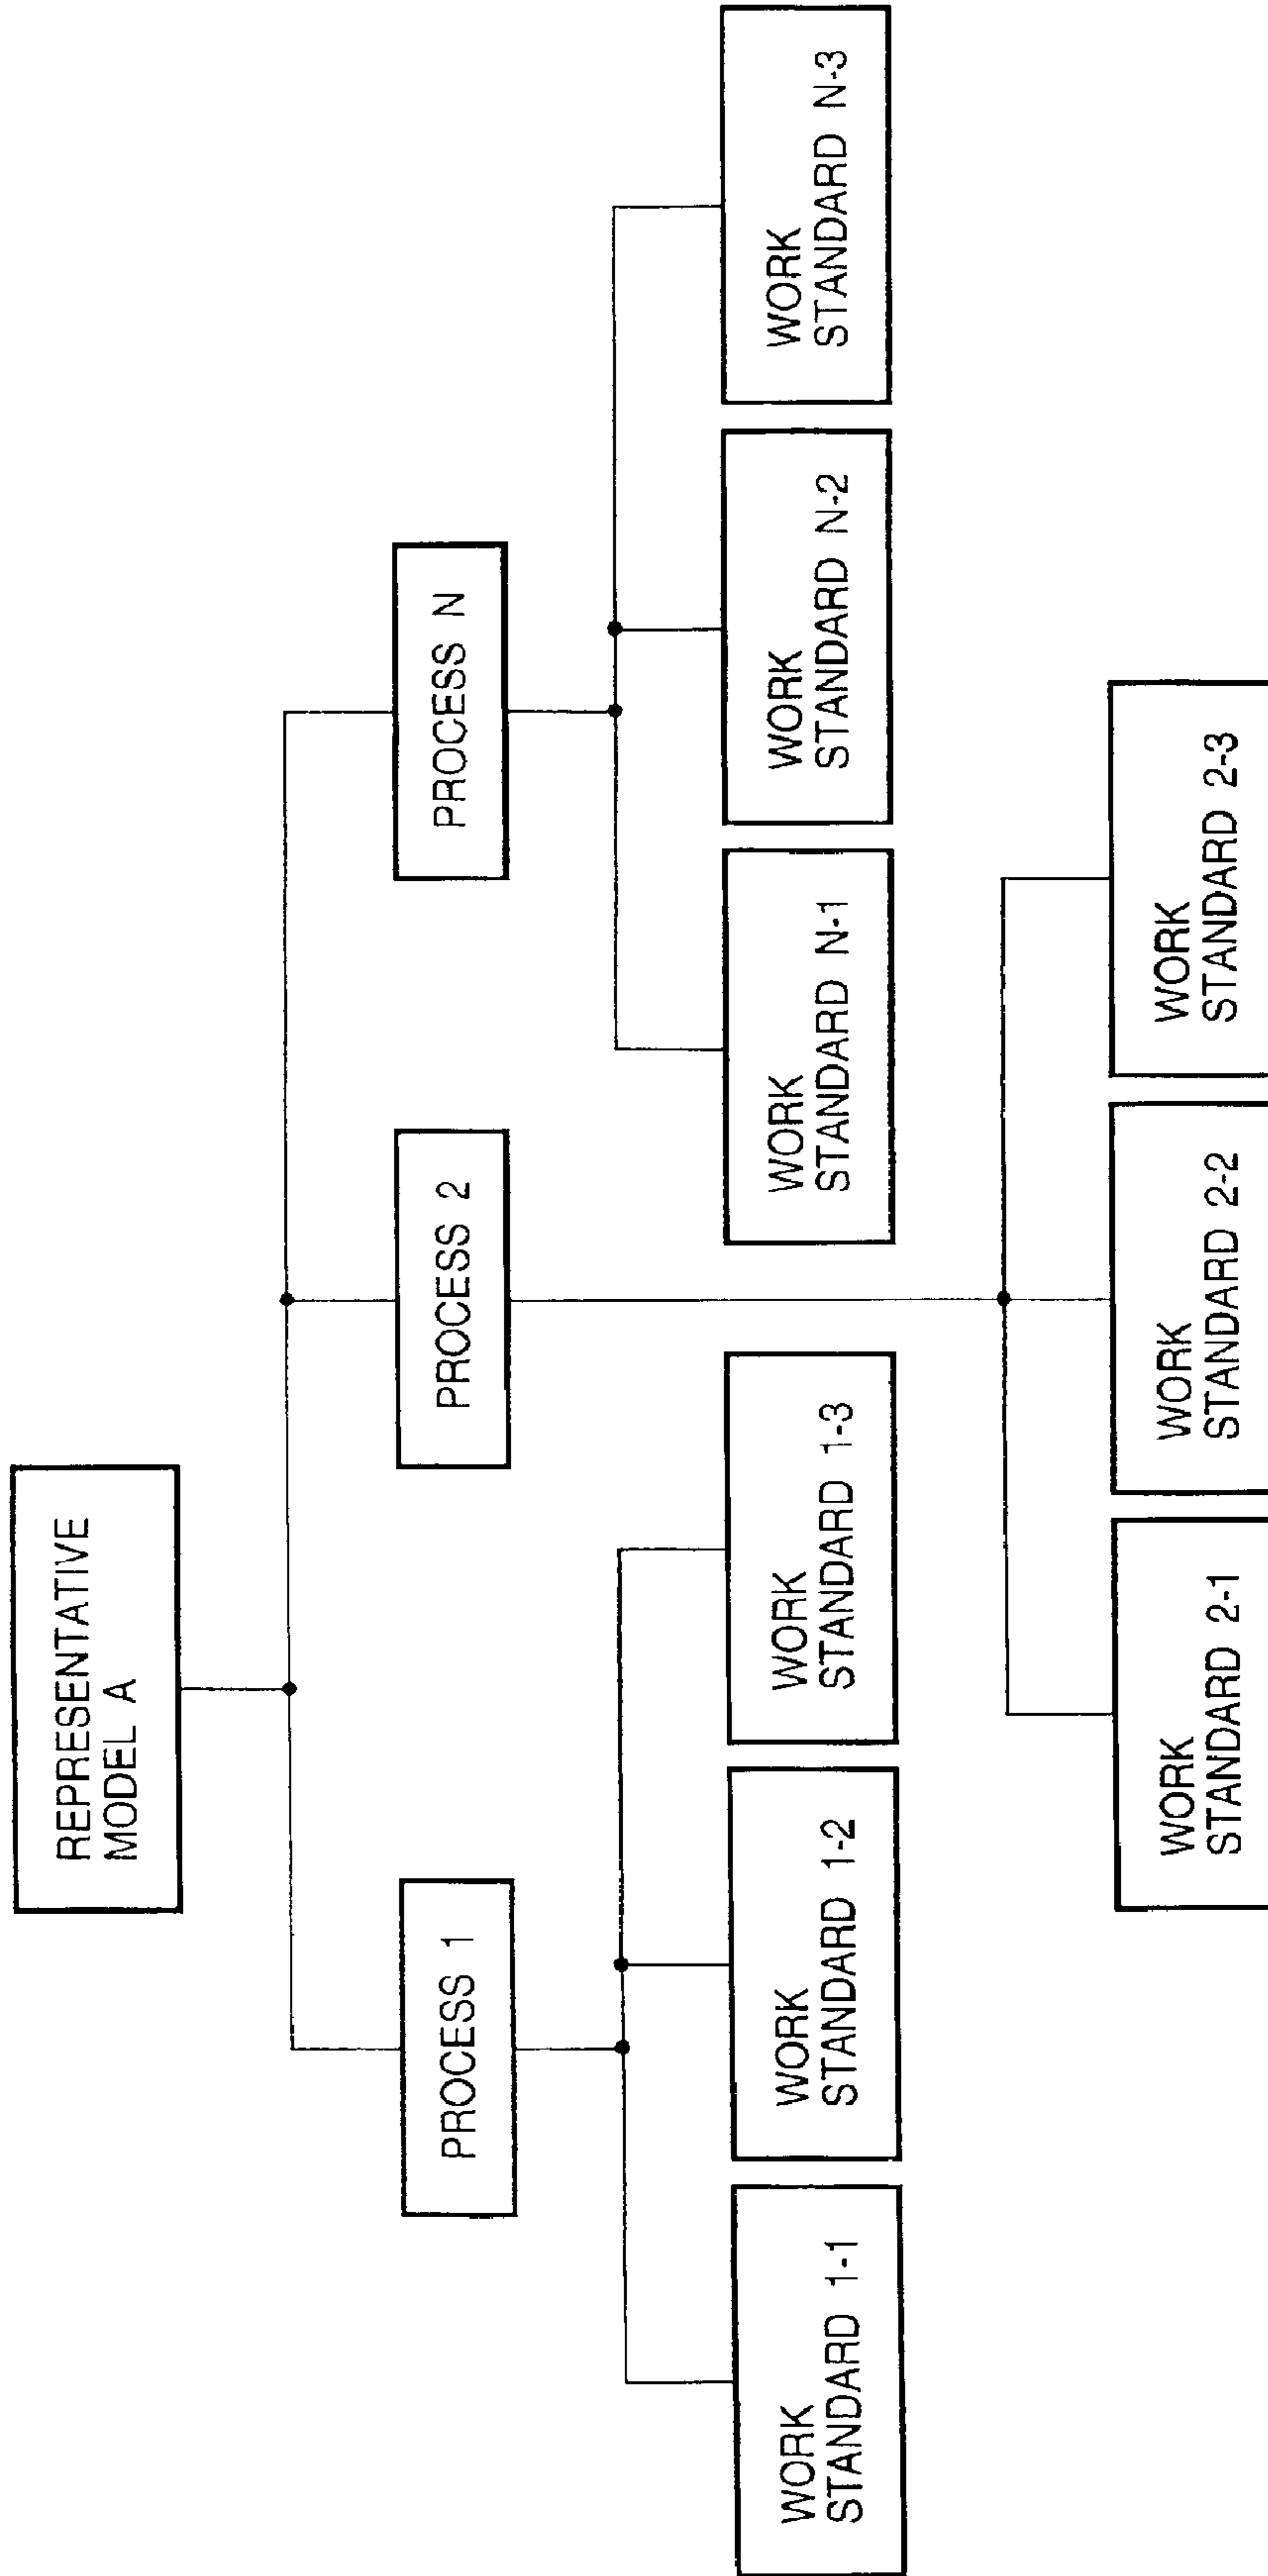 REPRESENTATIVE
MODEL A
PROCESS 1
PROCESS 2
PROCESS N
WORK
STANDARD 1-1
WORK
STANDARD 1-2
WORK
STANDARD 1-3
WORK
STANDARD N-1
WORK
STANDARD N-2
WORK
STANDARD N-3
WORK
STANDARD 2-1
WORK
STANDARD 2-2
WORK
STANDARD 2-3